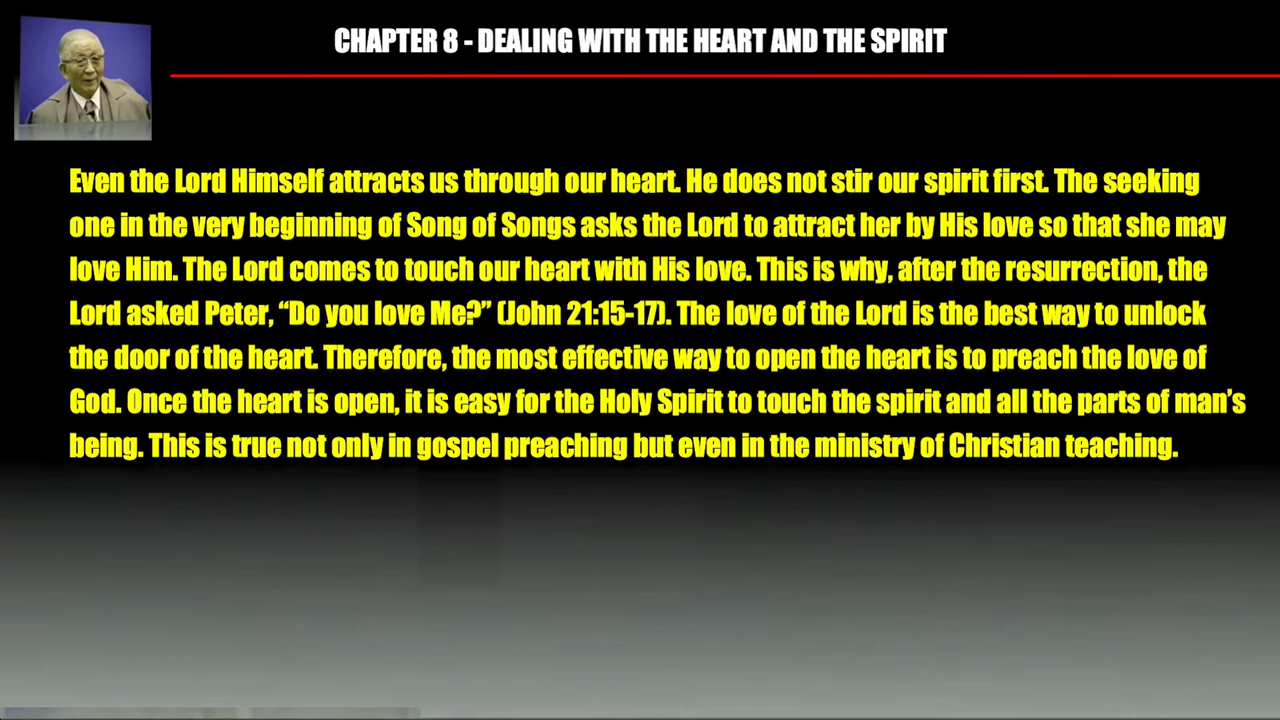 CHAPTER 8 - DEALING WITH THE HEART AND THE SPIRIT
Even the Lord Himself attracts us through our heart. He does not stir our spirit first. The seeking
one in the very beginning of Song of Songs asks the Lord to attract her by His love so that she may
love Him. The Lord comes to touch our heart with His love. This is why, after the resurrection, the
Lord asked Peter, “Do you love Me?” (John 21:15-17). The love of the Lord is the best way to unlock
the door of the heart. Therefore, the most effective way to open the heart is to preach the love of
God. Once the heart is open, it is easy for the Holy Spirit to touch the spirit and all the parts of man’s
being. This is true not only in gospel preaching but even in the ministry of Christian teaching.